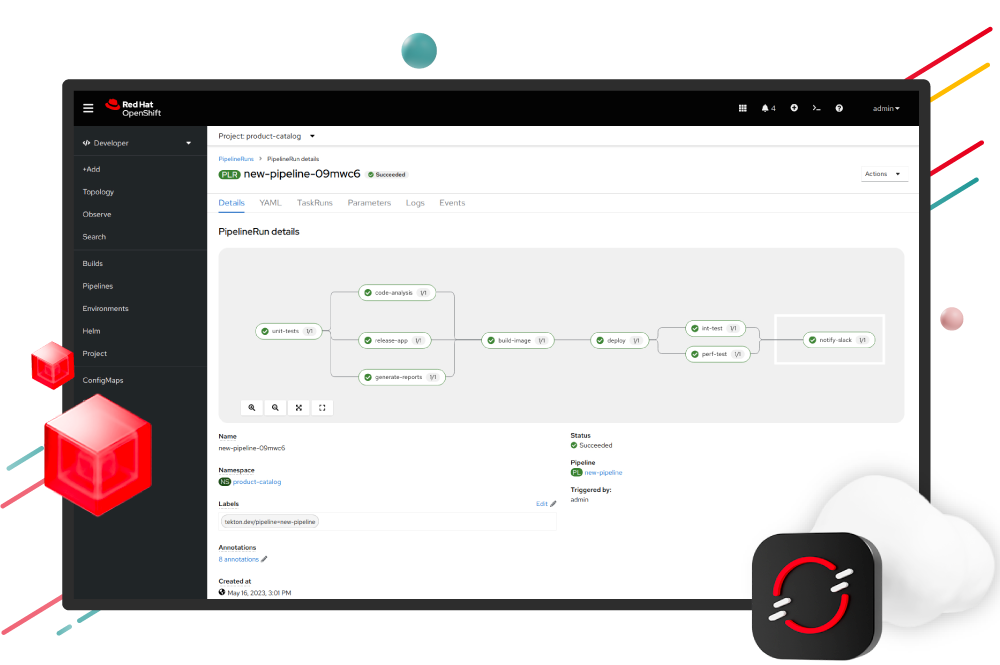 Red Hat
OpenShift
4
admin
Developer
+Add
Topology
Observe
Search
Builds
Pipelines
Environments
Helm
Project
ConfigMaps
Project: product-catalog
PipelineRuns > PipelineRun details
PLR new-pipeline-09mwc6 Succeeded
Actions
Details YAML TaskRuns Parameters Logs Events
PipelineRun details
unit-tests 1/1
code-analysis 1/1
release-app 1/1
generate-reports 1/1
build-image 1/1
deploy 1/1
int-test 1/1
perf-test 1/1
notify-slack 1/1
Name
new-pipeline-09mwc6
Namespace
NS product-catalog
Labels Edit
tekton.dev/pipeline=new-pipeline
Annotations
8 annotations
Created at
May 16, 2023, 3:01 PM
Status
Succeeded
Pipeline
PL new-pipeline
Triggered by:
admin